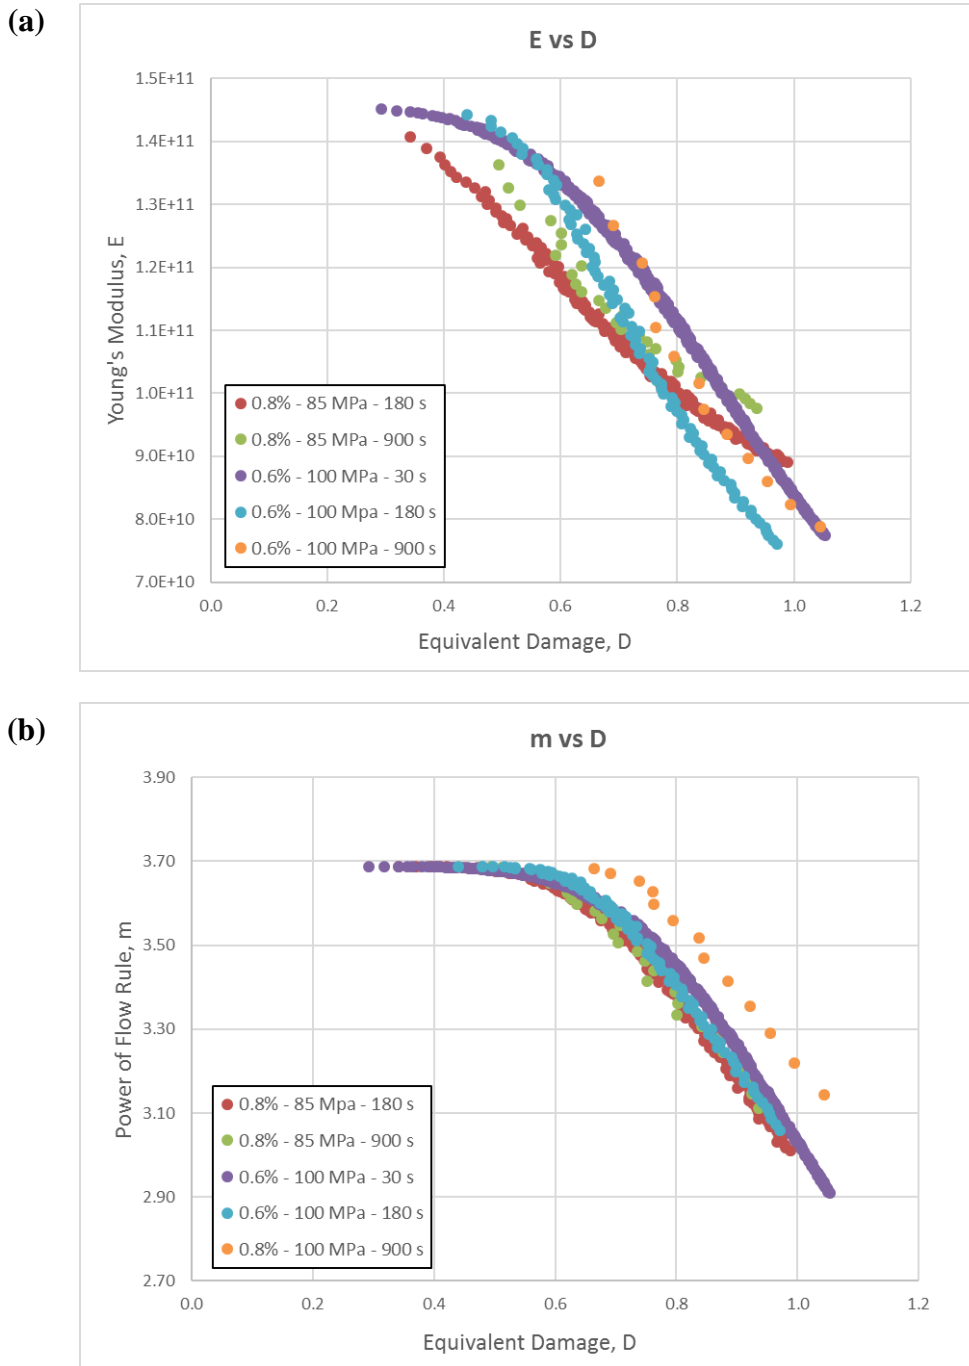 (a)
E vs D
Young's Modulus, E
1.5E+11
1.4E+11
1.3E+11
1.2E+11
1.1E+11
1.0E+11
9.0E+10
8.0E+10
7.0E+10
0.8% - 85 MPa - 180 s
0.8% - 85 MPa - 900 s
0.6% - 100 MPa - 30 s
0.6% - 100 Mpa - 180 s
0.6% - 100 MPa - 900 s
0.0 0.2 0.4 0.6 0.8 1.0 1.2
Equivalent Damage, D
(b)
m vs D
Power of Flow Rule, m
3.90
3.70
3.50
3.30
3.10
2.90
2.70
0.8% - 85 Mpa - 180 s
0.8% - 85 MPa - 900 s
0.6% - 100 MPa - 30 s
0.6% - 100 MPa - 180 s
0.8% - 100 MPa - 900 s
0.0 0.2 0.4 0.6 0.8 1.0 1.2
Equivalent Damage, D